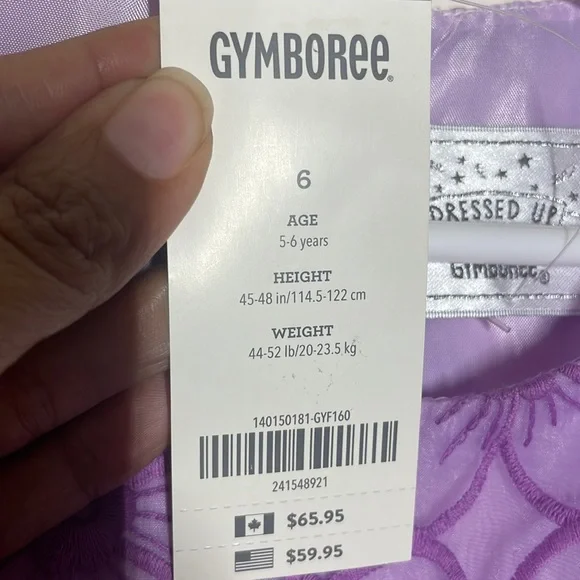 GYMBOREE
6
AGE
5-6 years
HEIGHT
45-48 in/114.5-122 cm
WEIGHT
44-52 lb/20-23.5 kg
140150181-GYF160
241548921
$65.95
$59.95
DRESSED UP!
GYMBOREE